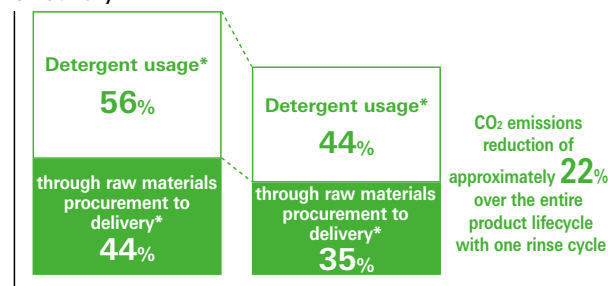 Detergent usage*
56%
through raw materials
procurement to
delivery*
44%
Detergent usage*
44%
through raw materials
procurement to
delivery*
35%
CO₂ emissions
reduction of
approximately 22%
over the entire
product lifecycle
with one rinse cycle